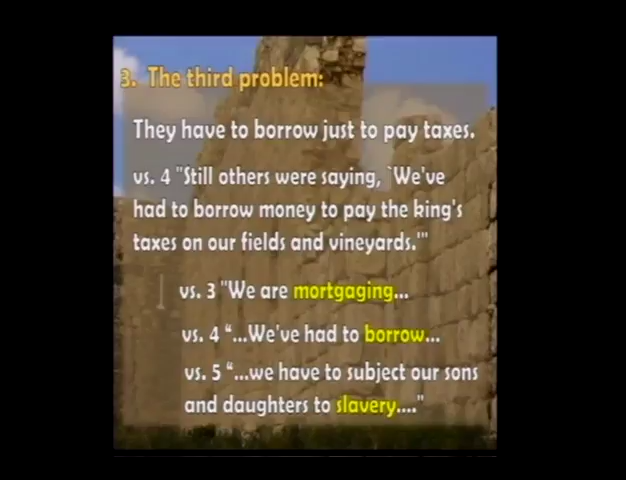 3. The third problem:
They have to borrow just to pay taxes.
vs. 4 "Still others were saying, `We've
had to borrow money to pay the king's
taxes on our fields and vineyards.'"
vs. 3 "We are mortgaging...
vs. 4 “...We've had to borrow...
vs. 5 “...we have to subject our sons
and daughters to slavery...."